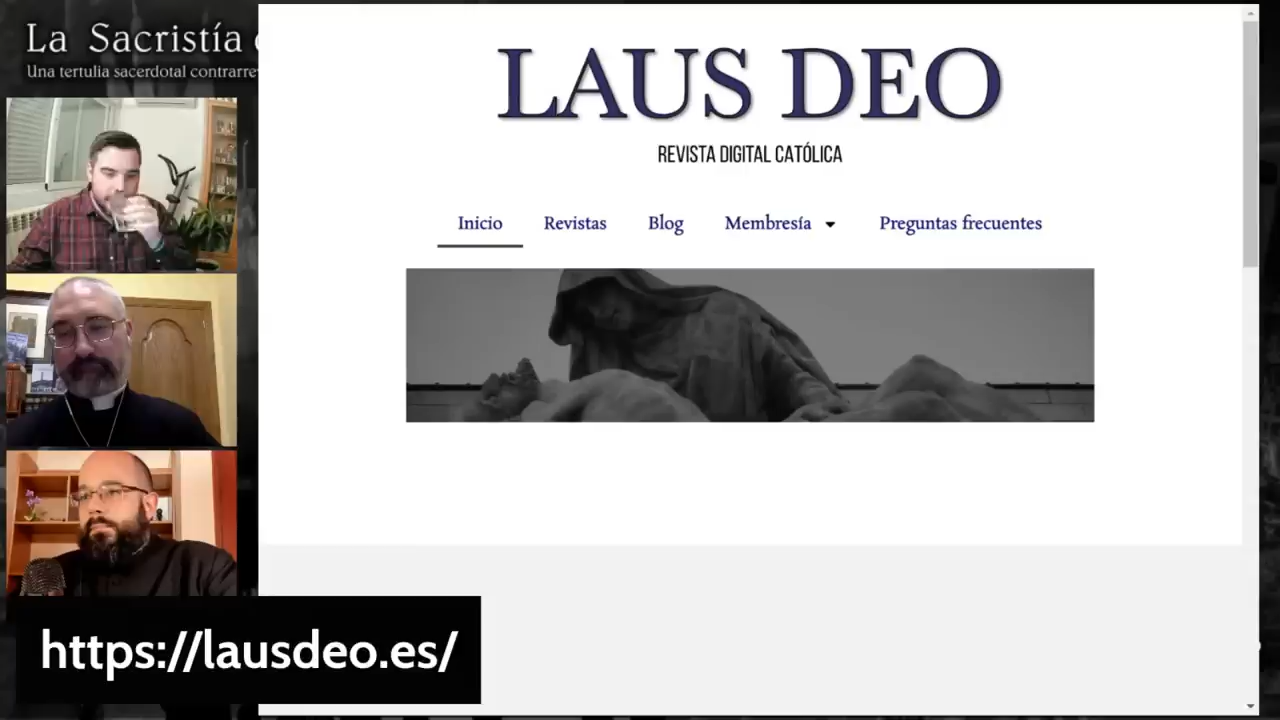 La Sacristía
Una tertulia sacerdotal
LAUS DEO
REVISTA DIGITAL CATÓLICA
Inicio Revistas Blog Membresía Preguntas frecuentes
https://lausdeo.es/